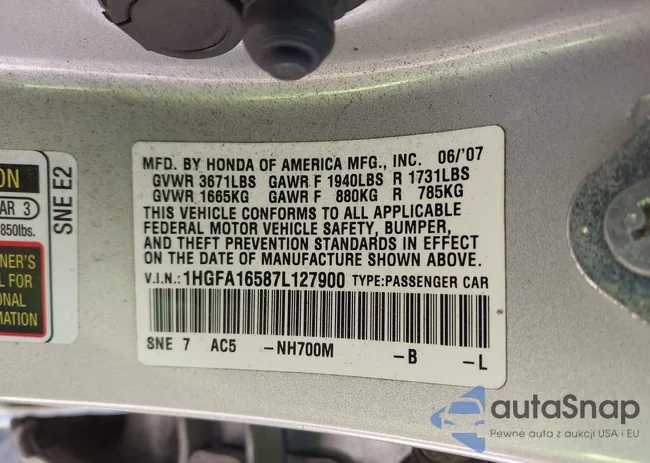 ON
AR 3
850lbs.
NER'S
L FOR
ONAL
MATION
SNE E2
MFD. BY HONDA OF AMERICA MFG., INC. 06/'07
GVWR 3671LBS GAWR F 1940LBS R 1731LBS
GVWR 1665KG GAWR F 880KG R 785KG
THIS VEHICLE CONFORMS TO ALL APPLICABLE
FEDERAL MOTOR VEHICLE SAFETY, BUMPER,
AND THEFT PREVENTION STANDARDS IN EFFECT
ON THE DATE OF MANUFACTURE SHOWN ABOVE.
V.I.N.: 1HGFA16587L127900 TYPE:PASSENGER CAR
SNE 7 AC5 -NH700M -B -L
autaSnap
Pewne auta z aukcji USA i EU